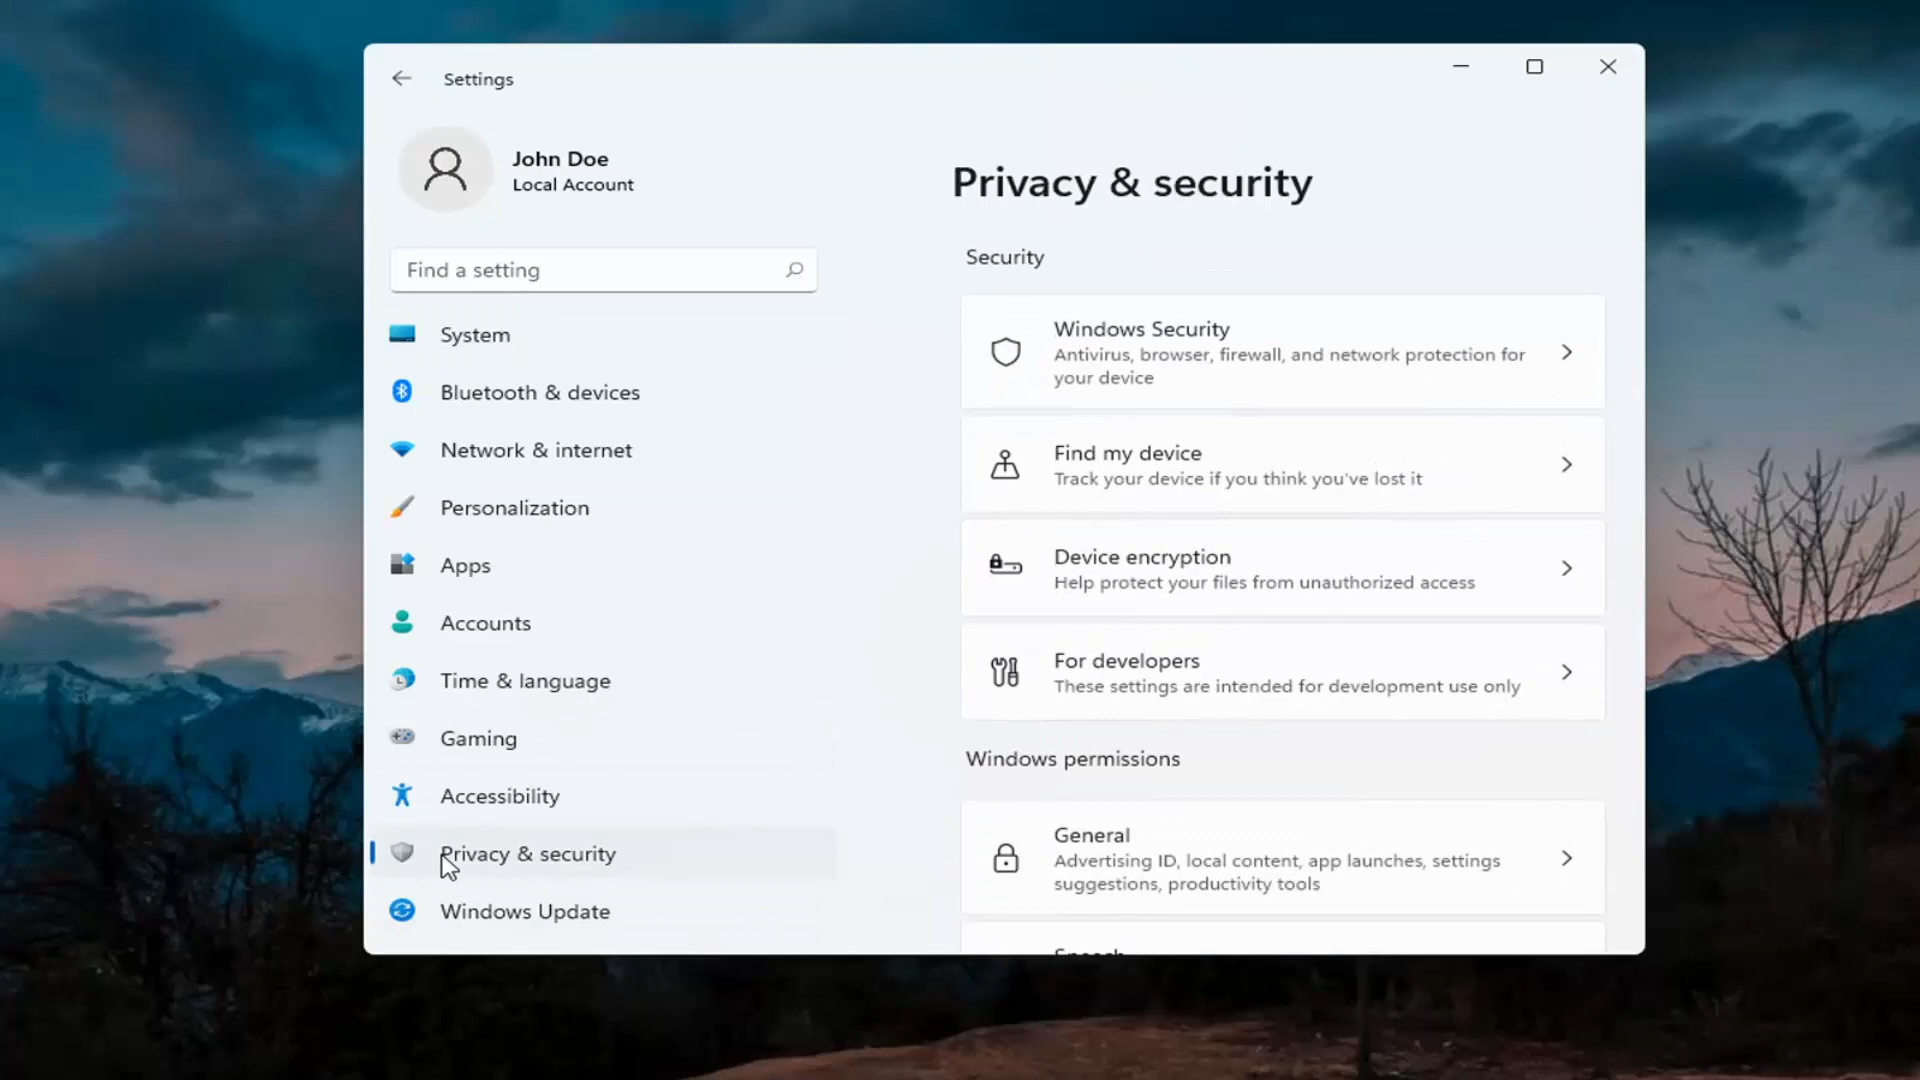 Settings
John Doe
Local Account
Find a setting
System
Bluetooth & devices
Network & internet
Personalization
Apps
Accounts
Time & language
Gaming
Accessibility
Privacy & security
Windows Update
Privacy & security
Security
Windows Security
Antivirus, browser, firewall, and network protection for
your device
Find my device
Track your device if you think you've lost it
Device encryption
Help protect your files from unauthorized access
For developers
These settings are intended for development use only
Windows permissions
General
Advertising ID, local content, app launches, settings
suggestions, productivity tools
Speech